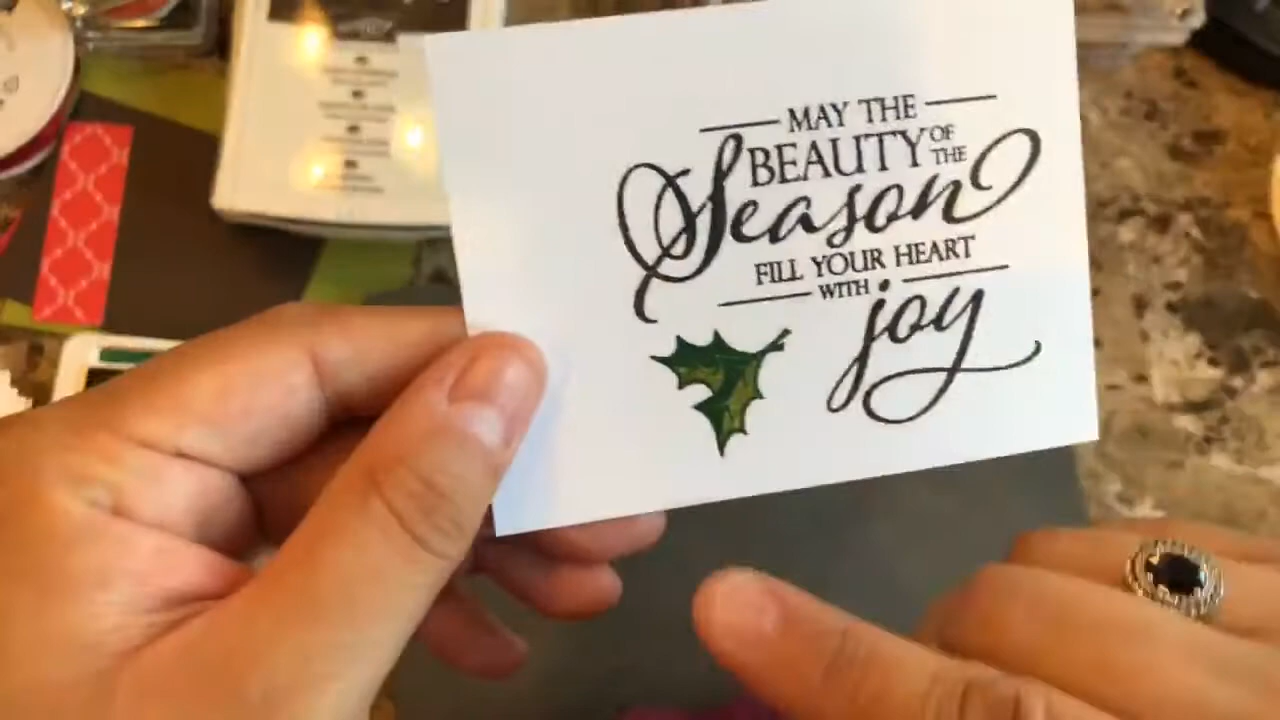 MAY THE
BEAUTY OF THE
Season
FILL YOUR HEART
WITH joy